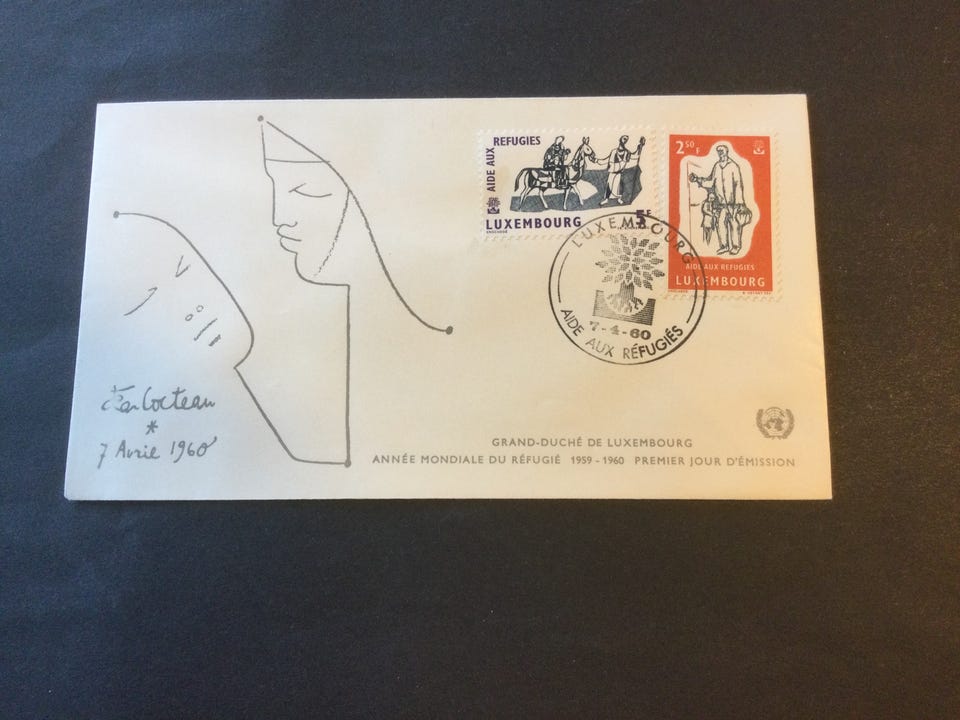 AIDE AUX REFUGIES
5F
LUXEMBOURG
2 50 F
AIDE AUX REFUGIES
LUXEMBOURG
LUXEMBOURG
7-4-60
AIDE AUX RÉFUGIÉS
Jean Cocteau
*
7 Avril 1960
GRAND-DUCHÉ DE LUXEMBOURG
ANNÉE MONDIALE DU RÉFUGIÉ 1959-1960 PREMIER JOUR D'ÉMISSION